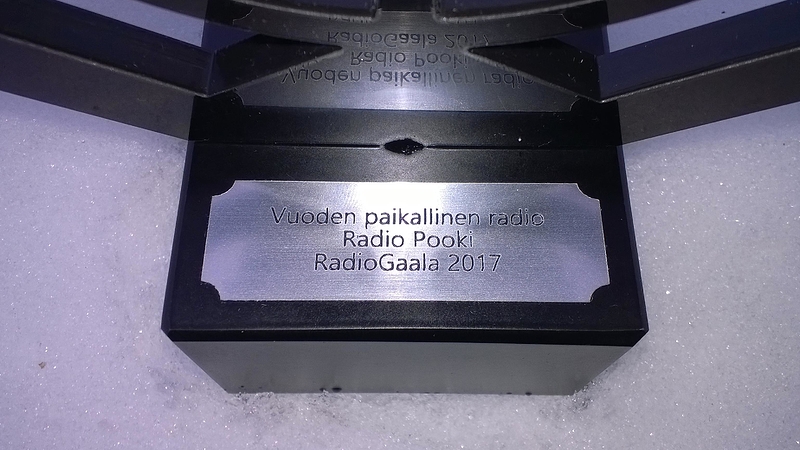 Vuoden paikallinen radio
Radio Pooki
RadioGaala 2017